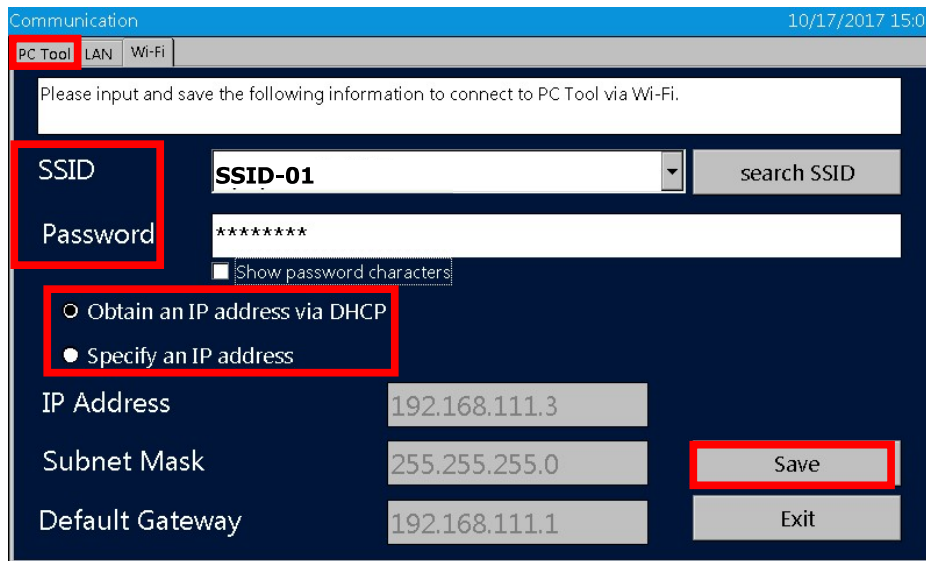 Communication 10/17/2017 15:0
PC Tool LAN Wi-Fi
Please input and save the following information to connect to PC Tool via Wi-Fi.
SSID SSID-01 search SSID
Password ********
Show password characters
Obtain an IP address via DHCP
Specify an IP address
IP Address 192.168.111.3
Subnet Mask 255.255.255.0 Save
Default Gateway 192.168.111.1 Exit